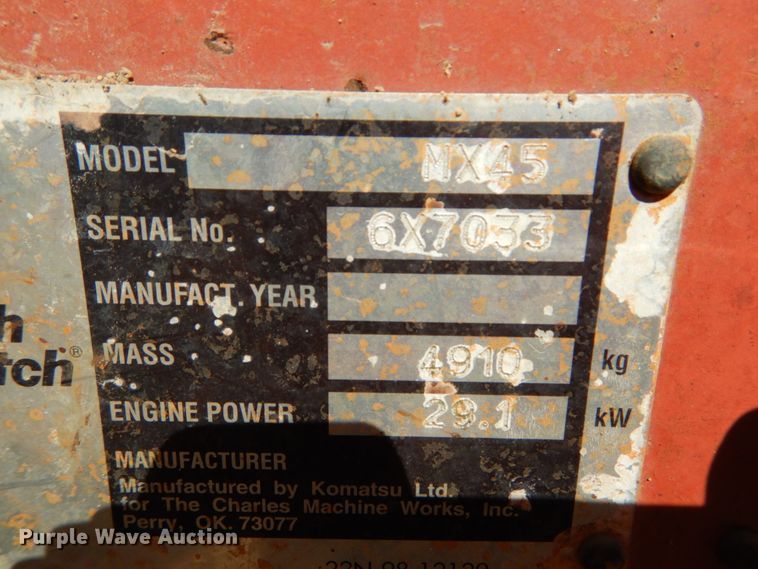 MODEL MX45
SERIAL No. 6X7033
MANUFACT. YEAR
MASS 4910 kg
ENGINE POWER 29.1 kW
MANUFACTURER
Manufactured by Komatsu Ltd.
for The Charles Machine Works, Inc.
Perry, OK. 73077
h
tch®
Purple Wave Auction